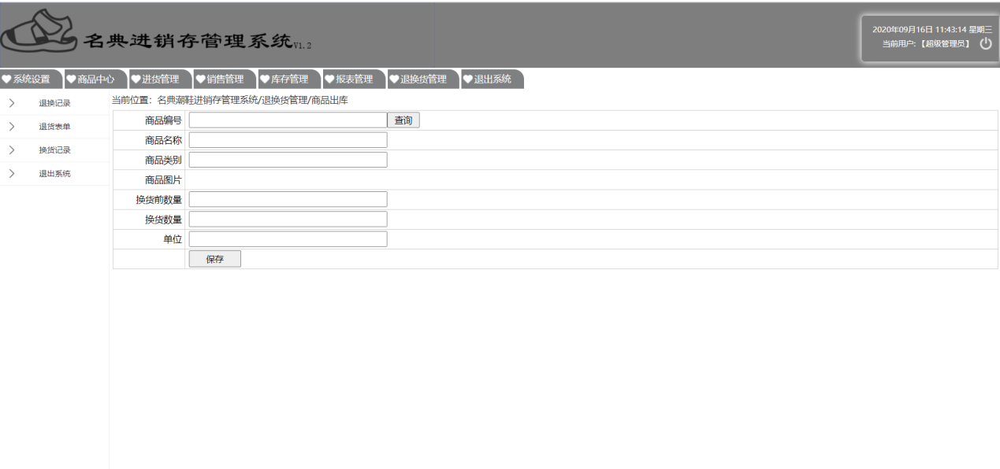 名典进销存管理系统V1.2
2020年09月16日 11:43:14 星期三
当前用户:【超级管理员】
系统设置 商品中心 进货管理 销售管理 库存管理 报表管理 退换货管理 退出系统
退换记录
退货表单
换货记录
退出系统
当前位置：名典潮鞋进销存管理系统/退换货管理/商品出库
商品编号 查询
商品名称
商品类别
商品图片
换货前数量
换货数量
单位
保存